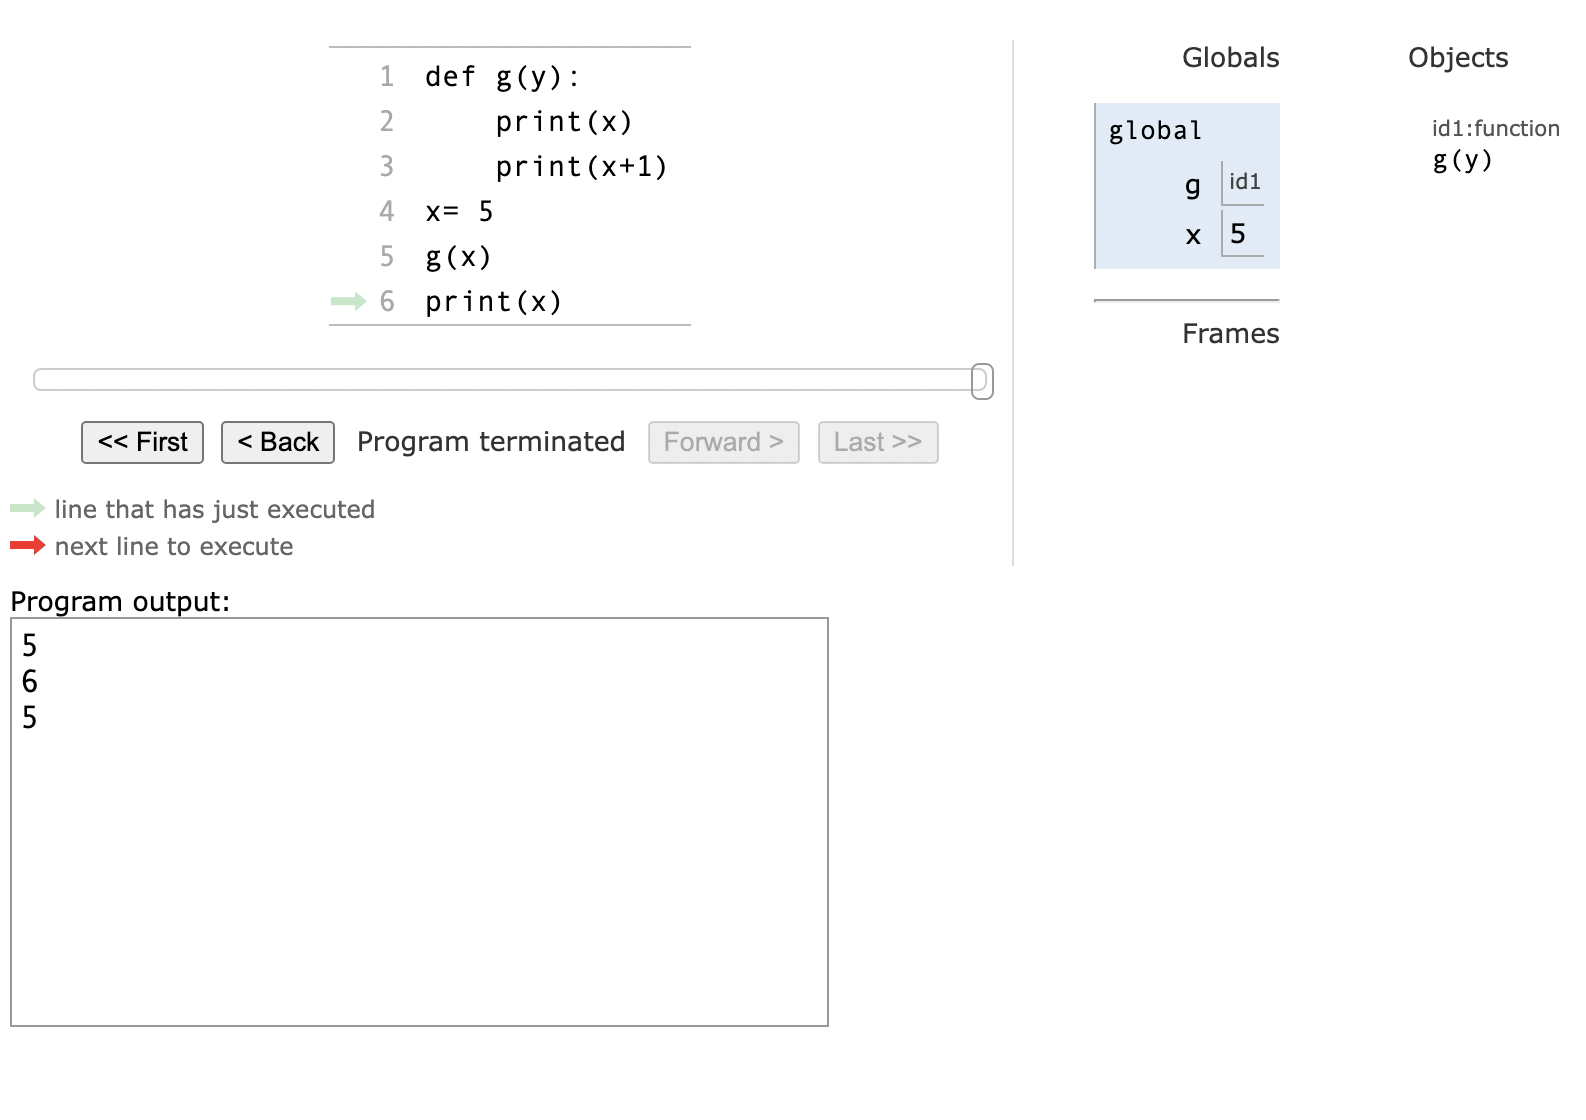 1 def g(y):
2     print(x)
3     print(x+1)
4 x= 5
5 g(x)
6 print(x)
<< First < Back Program terminated Forward > Last >>
line that has just executed
next line to execute
Program output:
5
6
5
Globals
global
g id1
x 5
Frames
Objects
id1:function
g(y)